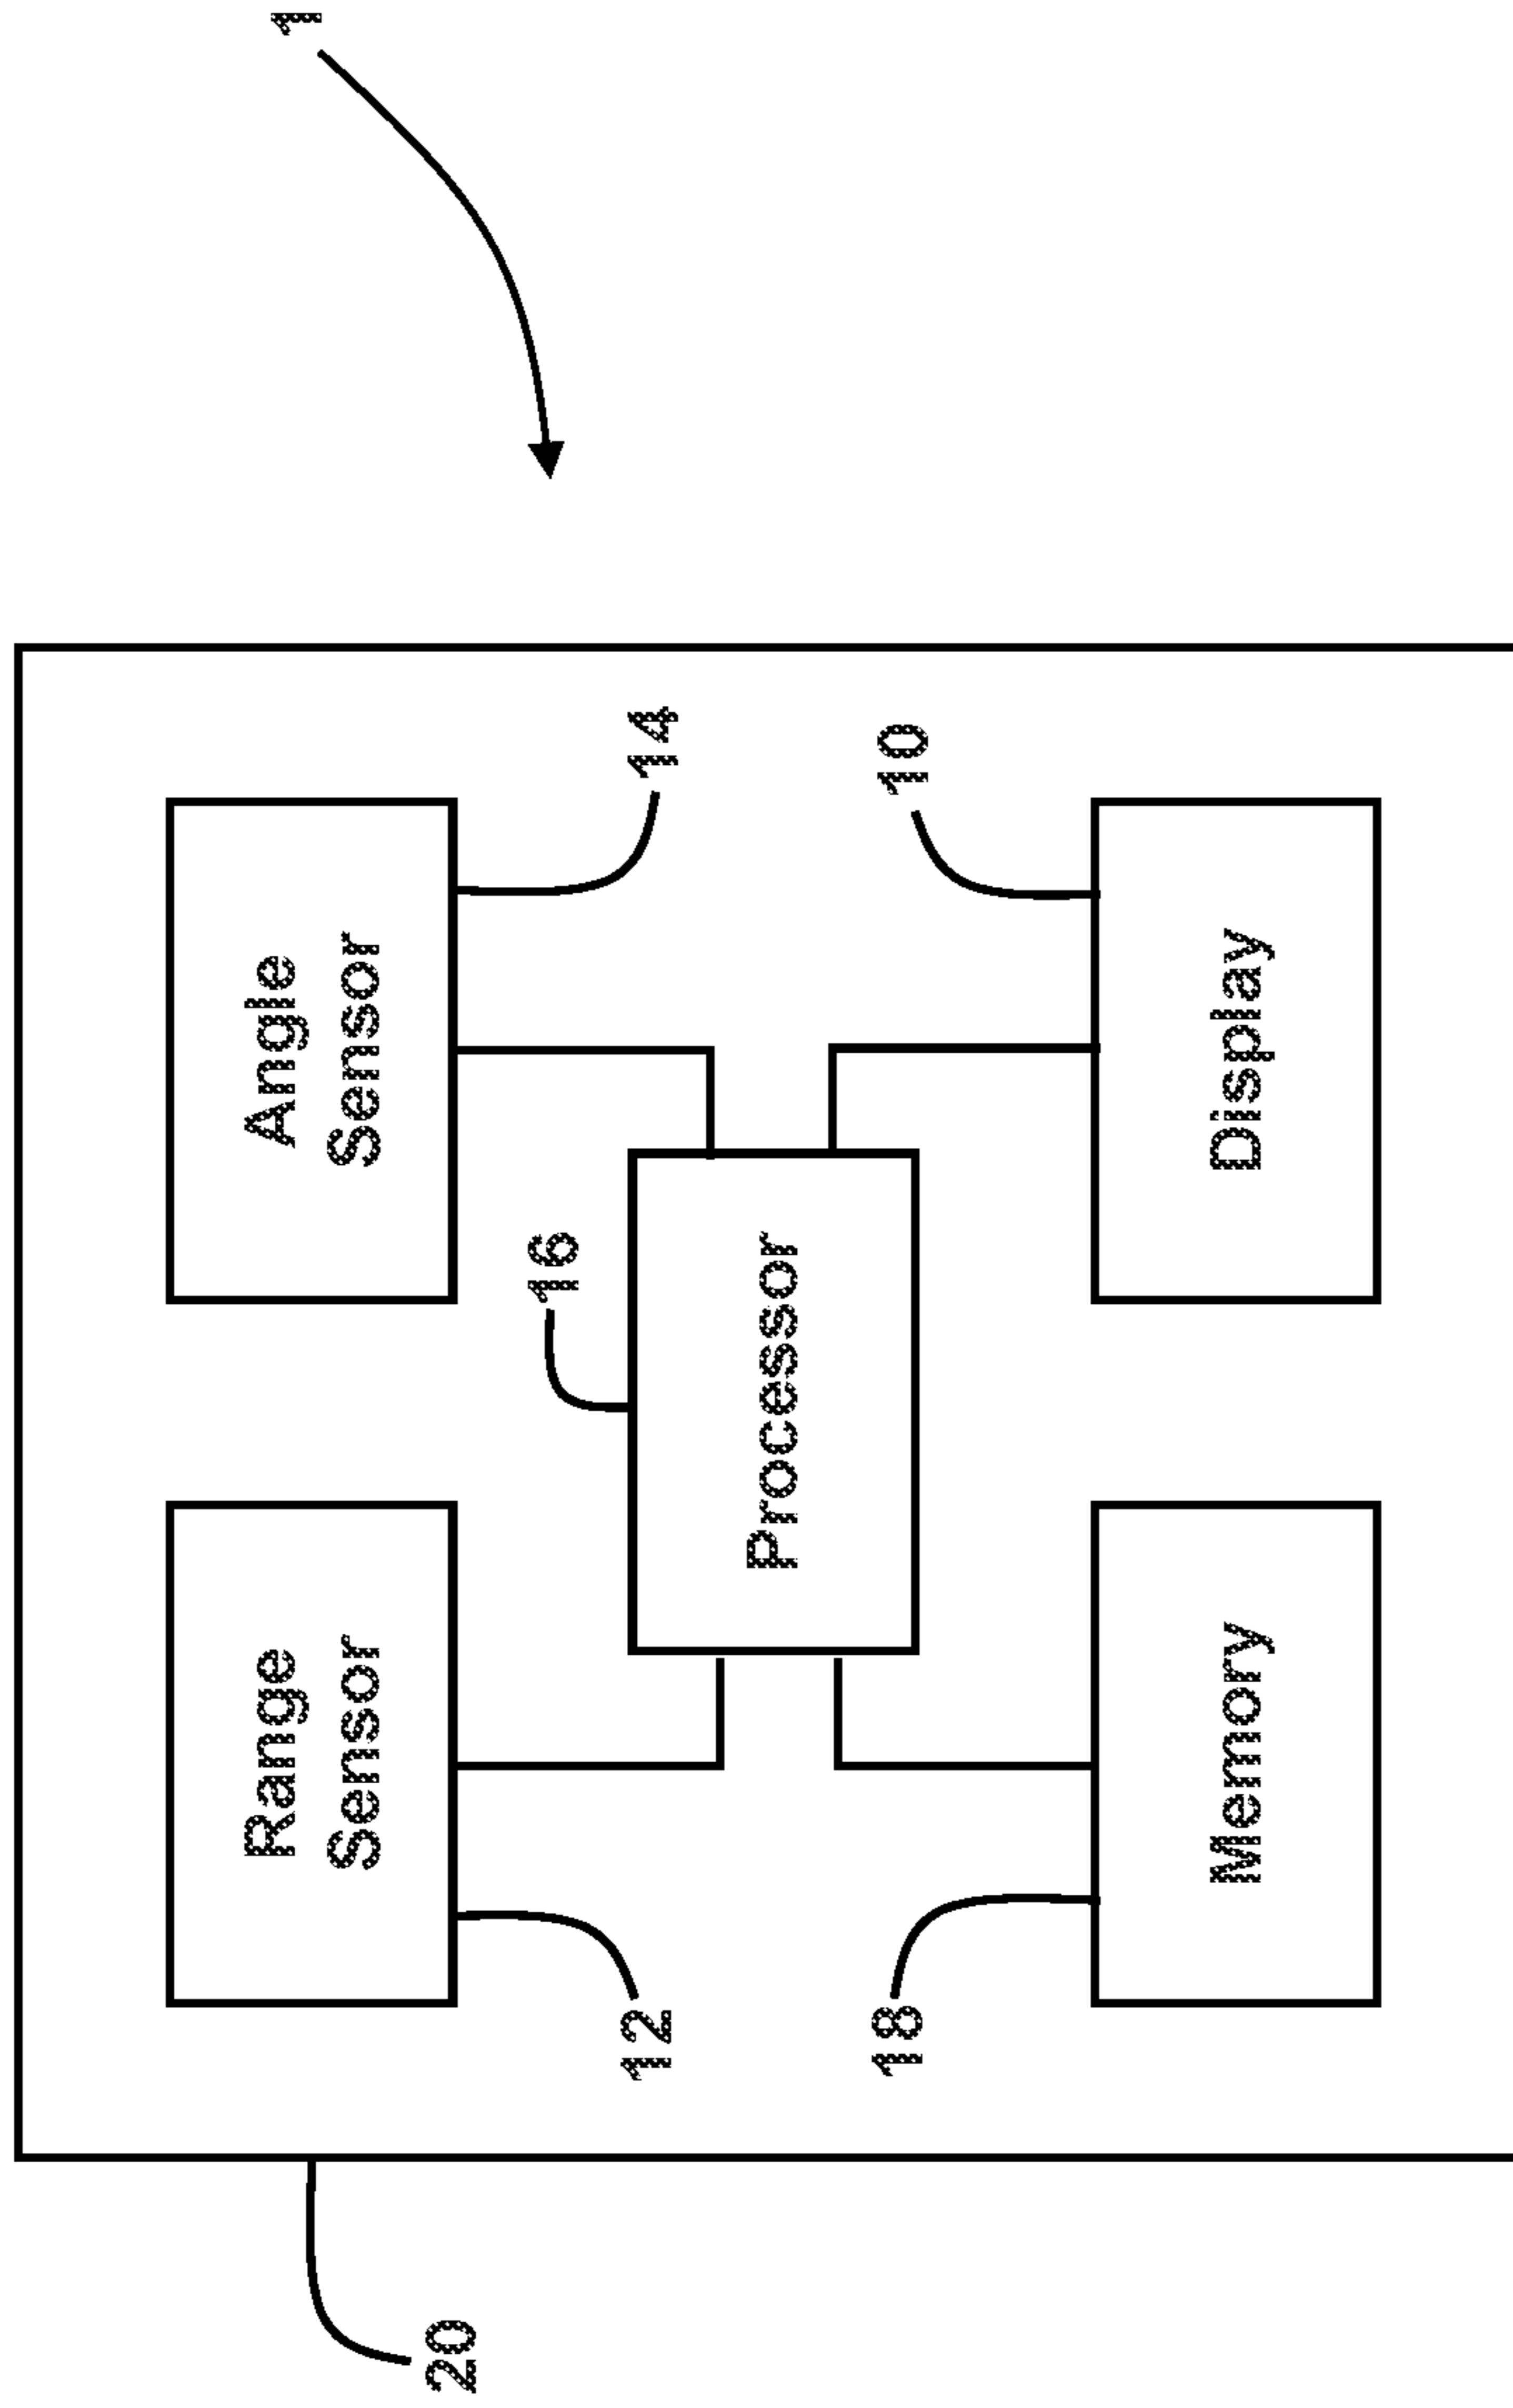 1
20
Range
Sensor
Angle
Sensor
12
16
14
Processor
18
10
Memory
Display